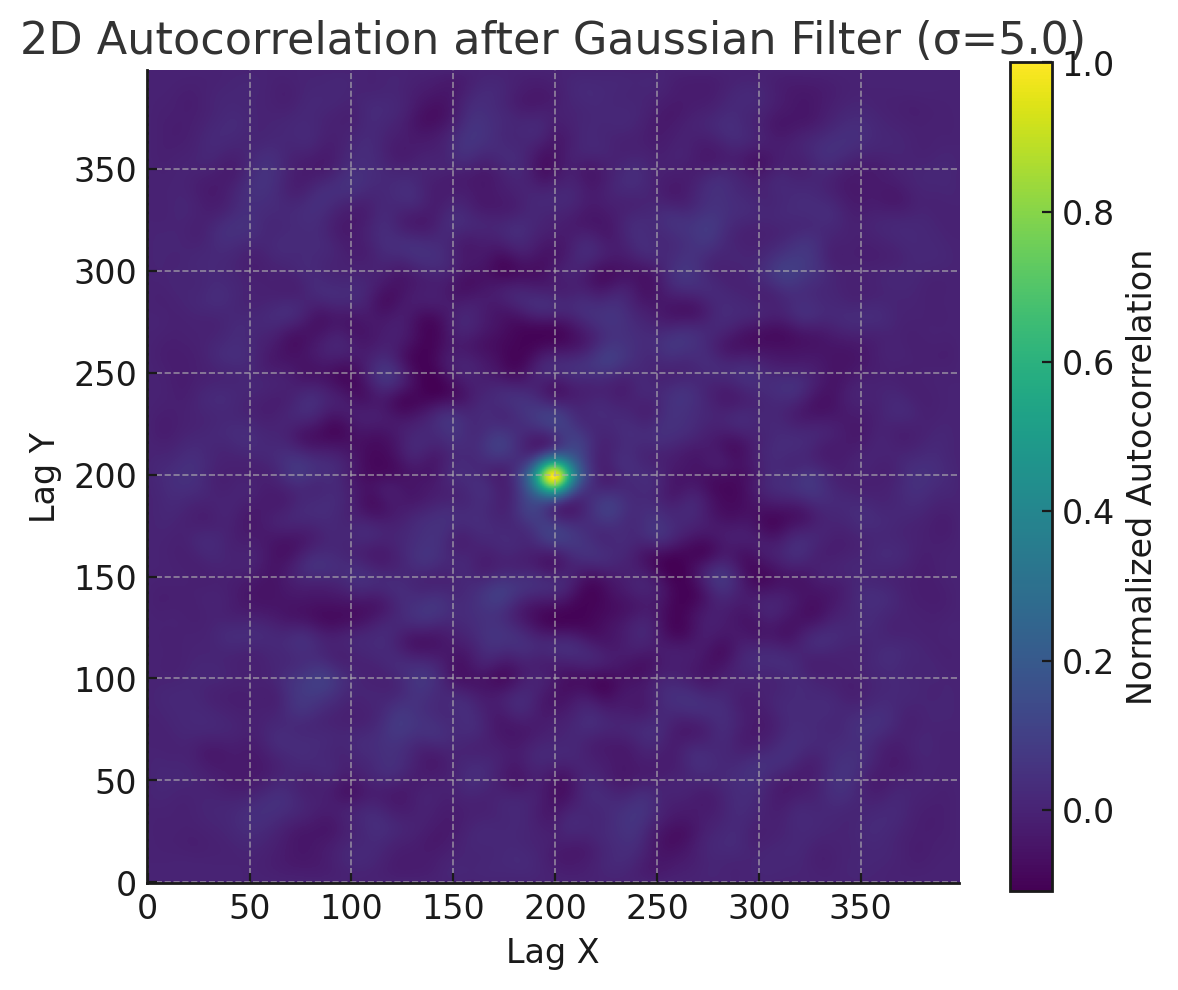 2D Autocorrelation after Gaussian Filter (σ=5.0)
1.0
0.8
0.6
0.4
0.2
0.0
Normalized Autocorrelation
350
300
250
200
150
100
50
0
Lag Y
0 50 100 150 200 250 300 350
Lag X